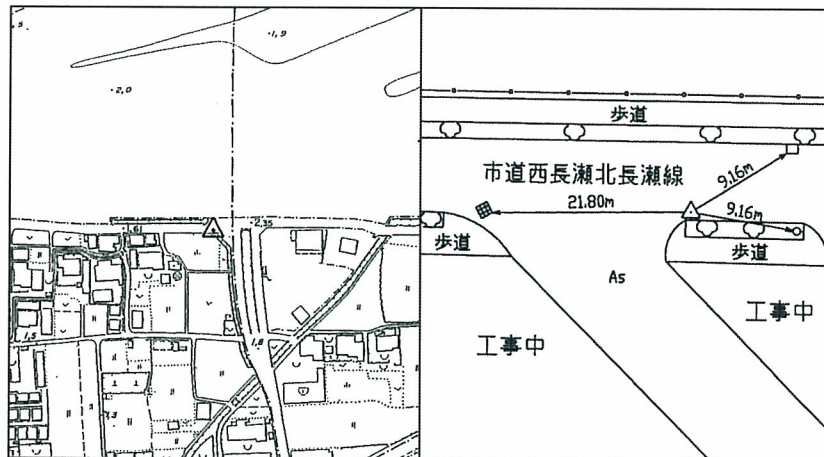 ・1,9
・2,0
・2,35
1,5
1,8
歩道
市道西長瀬北長瀬線
9.16m
21.80m
9.16m
歩道
歩道
As
工事中
工事中